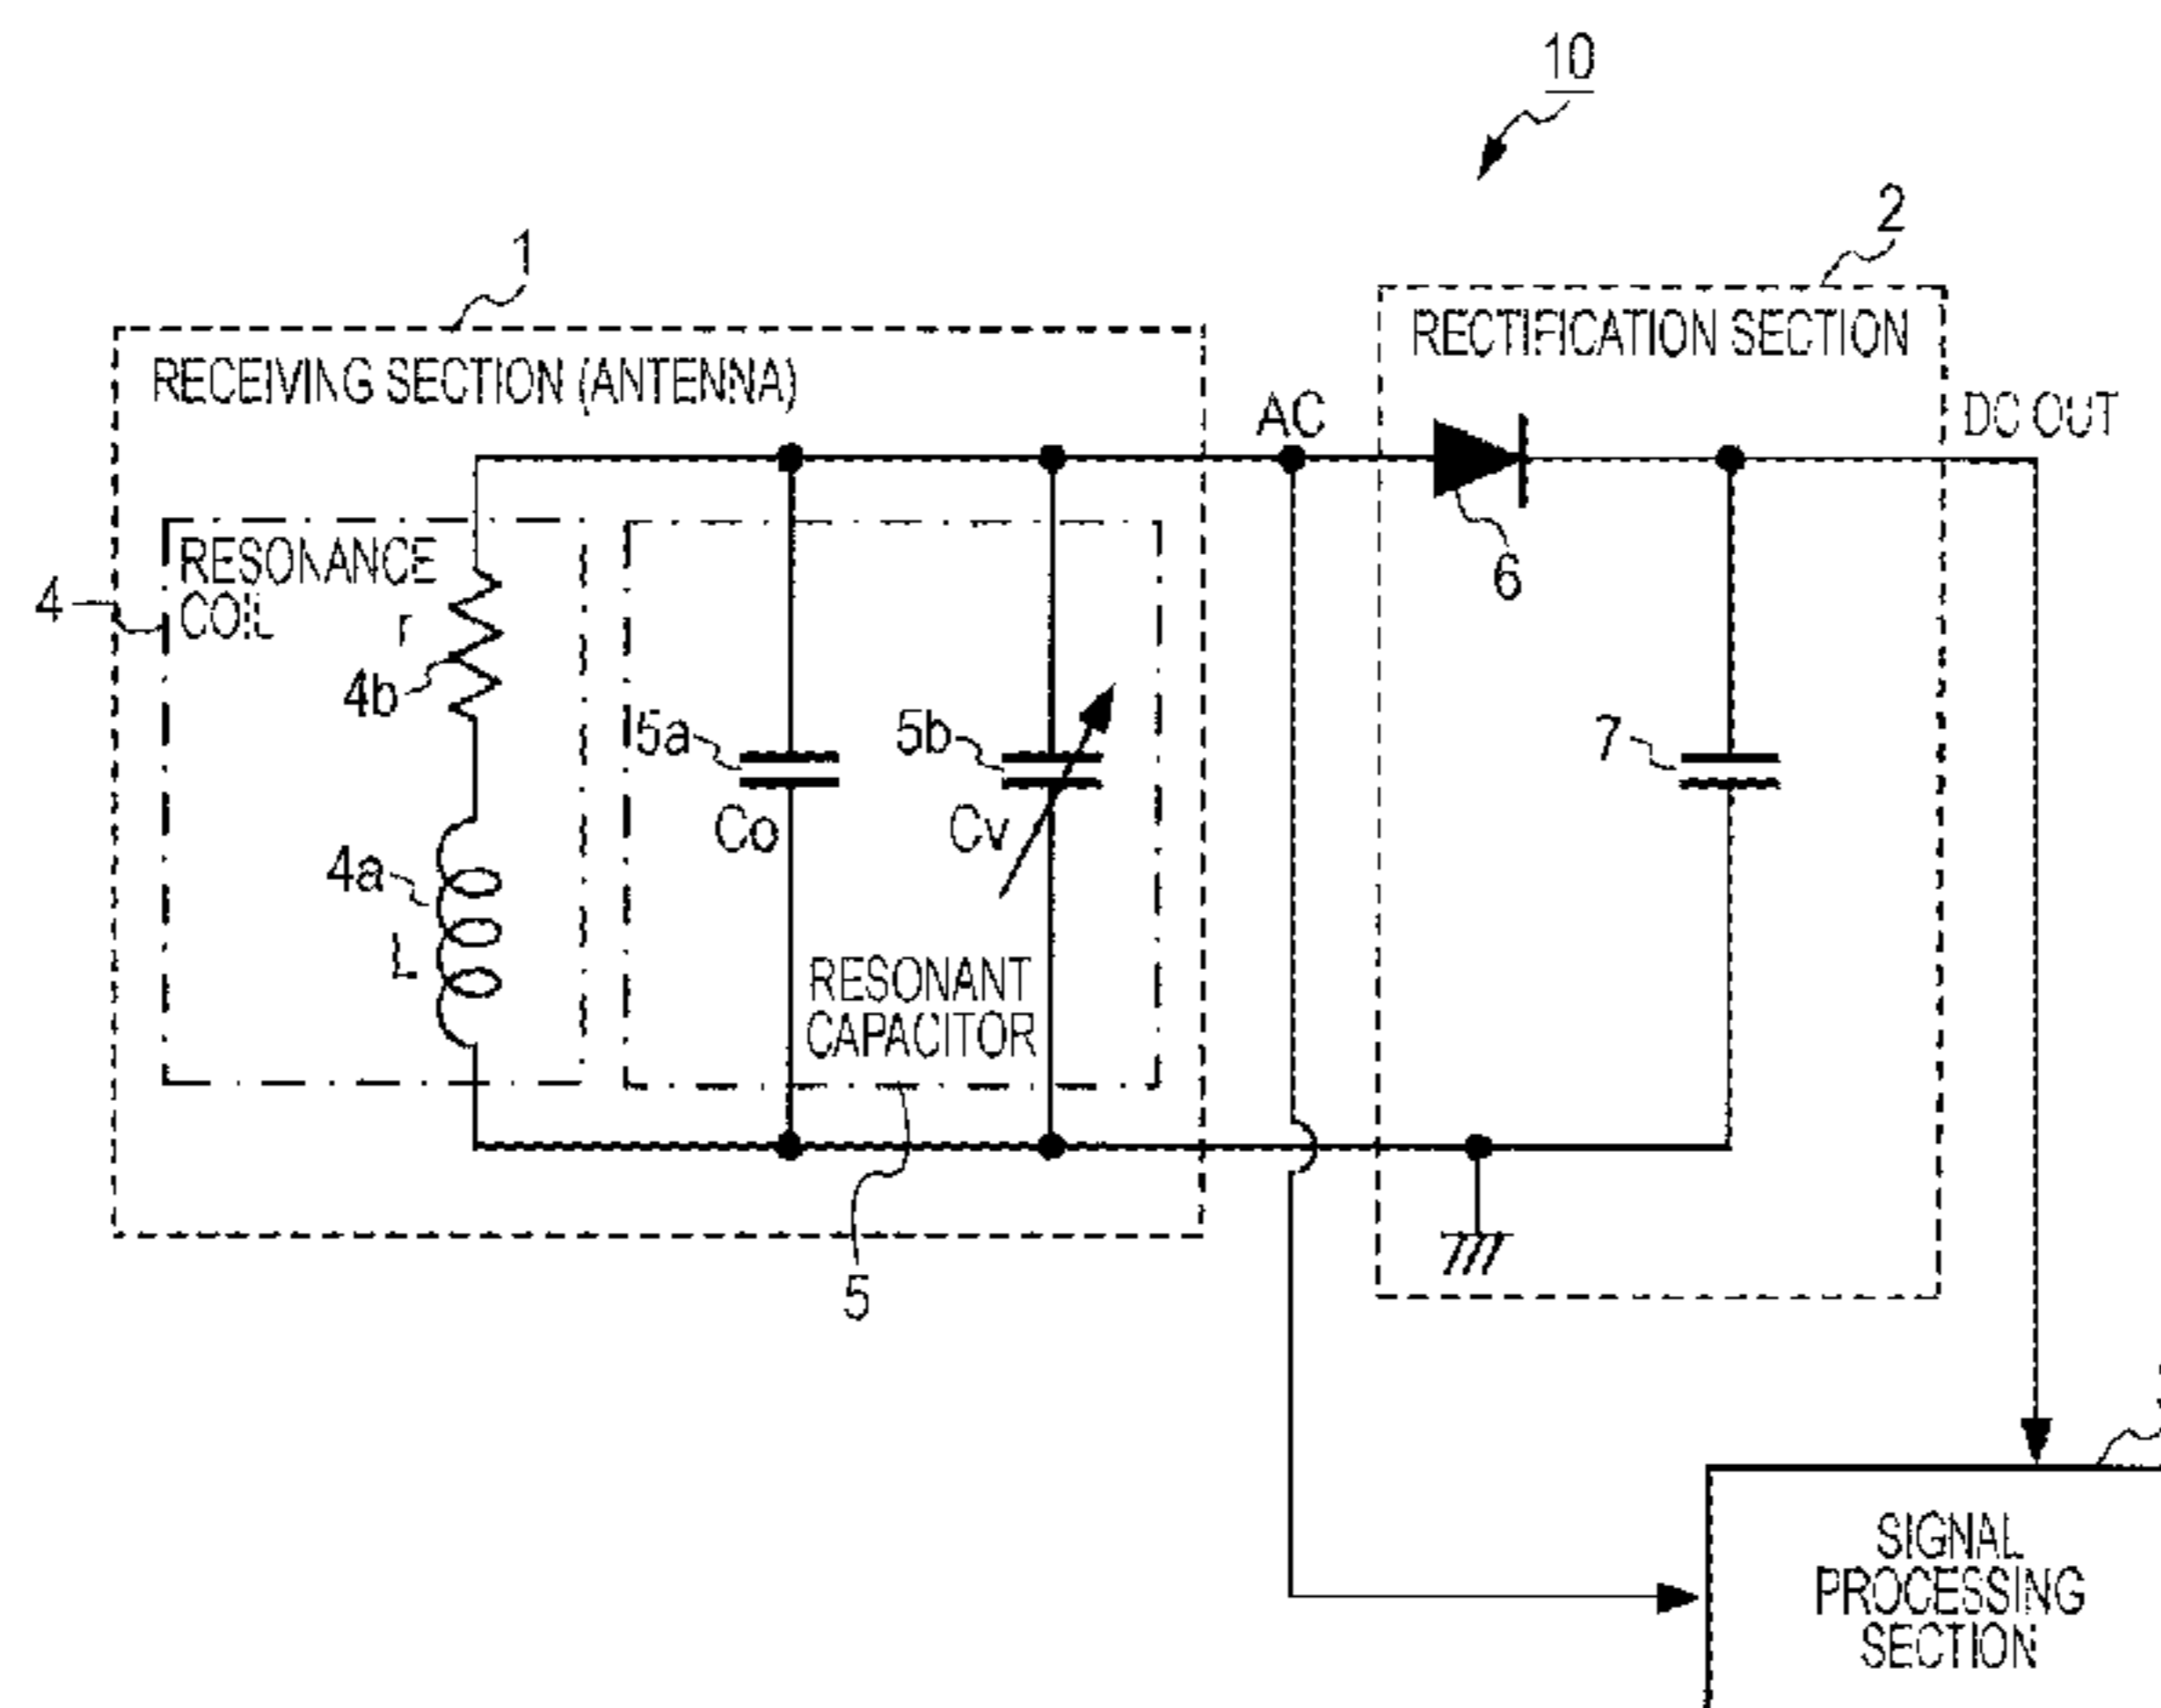 10
2
1
RECTIFICATION SECTION
RECEIVING SECTION (ANTENNA)
AC
DC OUT
RESONANCE
COIL
4
r
6
4b
5a
5b
7
Co
Cv
4a
L
RESONANT
CAPACITOR
5
SIGNAL
PROCESSING
SECTION